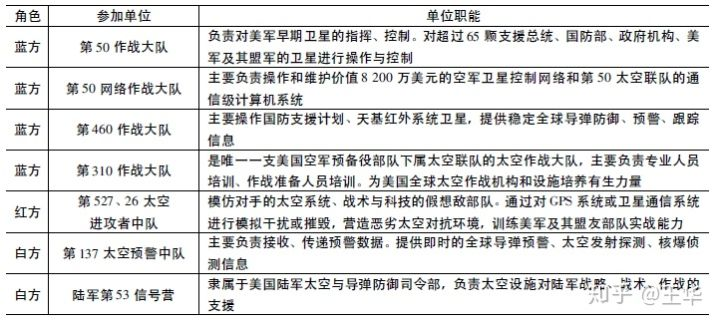 角色 参加单位 单位职能
蓝方 第50作战大队 负责对美军早期卫星的指挥、控制。对超过65颗支援总统、国防部、政府机构、美
军及其盟军的卫星进行操作与控制
蓝方 第50网络作战大队 主要负责操作和维护价值8 200万美元的空军卫星控制网络和第50太空联队的通
信级计算机系统
蓝方 第460作战大队 主要操作国防支援计划、天基红外系统卫星，提供稳定全球导弹防御、预警、跟踪
信息
蓝方 第310作战大队 是唯一一支美国空军预备役部队下属太空联队的太空作战大队，主要负责专业人员
培训、作战准备人员培训。为美国全球太空作战机构和设施培养有生力量
红方 第527、26太空
进攻者中队 模仿对手的太空系统、战术与科技的假想敌部队。通过对GPS系统或卫星通信系统
进行模拟干扰或摧毁，营造恶劣太空对抗环境，训练美军及其盟友部队实战能力
白方 第137太空预警中队 主要负责接收、传递预警数据。提供即时的全球导弹预警、太空发射探测、核爆侦
测信息
白方 陆军第53信号营 隶属于美国陆军太空与导弹防御司令部，负责太空设施对陆军战略、战术、作战的
支援
知乎 @王华